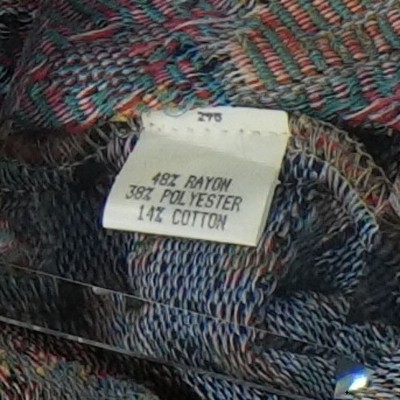 48% RAYON
38% POLYESTER
14% COTTON